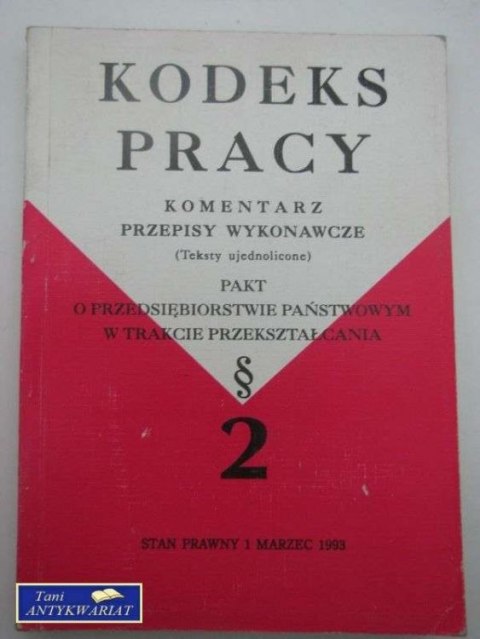 KODEKS
PRACY
KOMENTARZ
PRZEPISY WYKONAWCZE
(Teksty ujednolicone)
PAKT
O PRZEDSIĘBIORSTWIE PAŃSTWOWYM
W TRAKCIE PRZEKSZTAŁCANIA
§
2
STAN PRAWNY 1 MARZEC 1993
Tani
ANTYKWARIAT